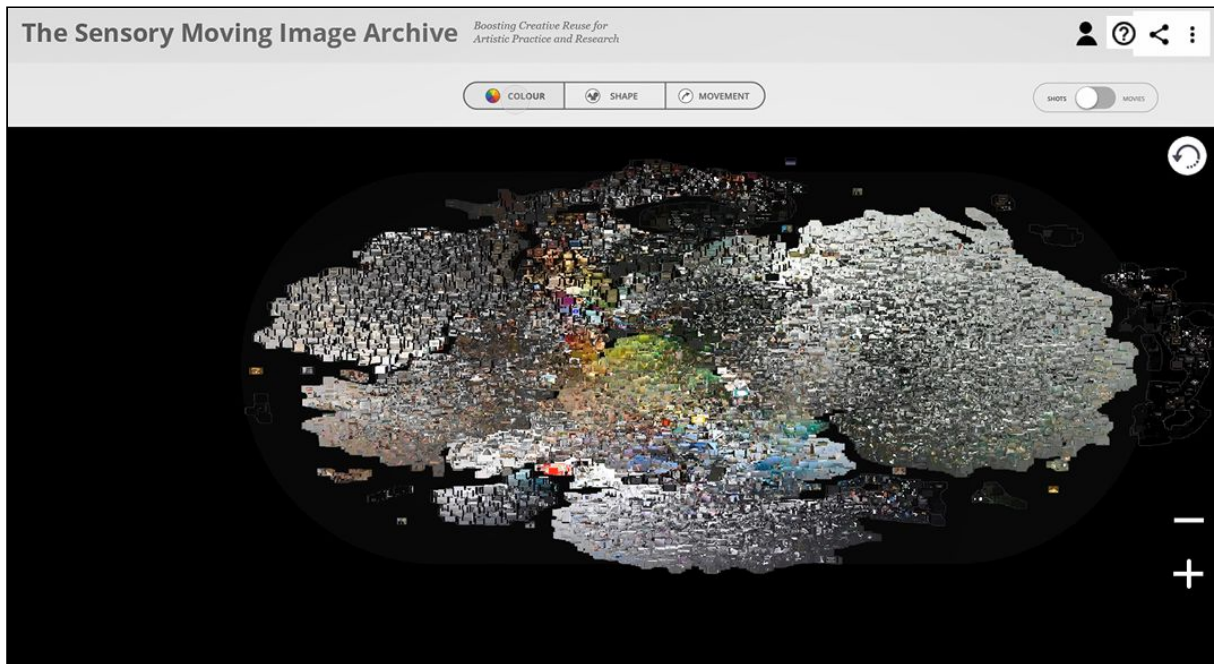 The Sensory Moving Image Archive
Boosting Creative Reuse for
Artistic Practice and Research
COLOUR
SHAPE
MOVEMENT
SHOTS
MOVIES